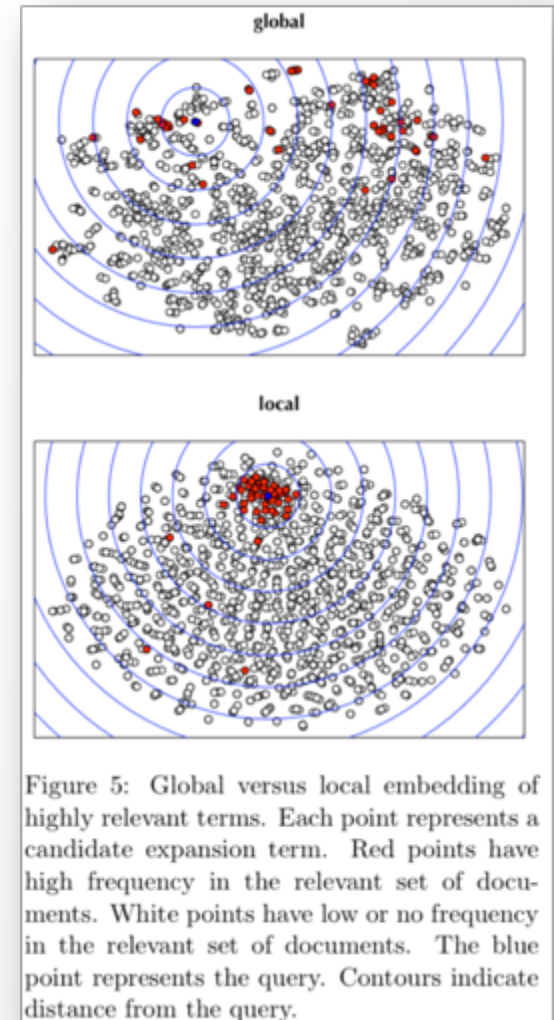 global
local
Figure 5: Global versus local embedding of
highly relevant terms. Each point represents a
candidate expansion term. Red points have
high frequency in the relevant set of docu-
ments. White points have low or no frequency
in the relevant set of documents. The blue
point represents the query. Contours indicate
distance from the query.